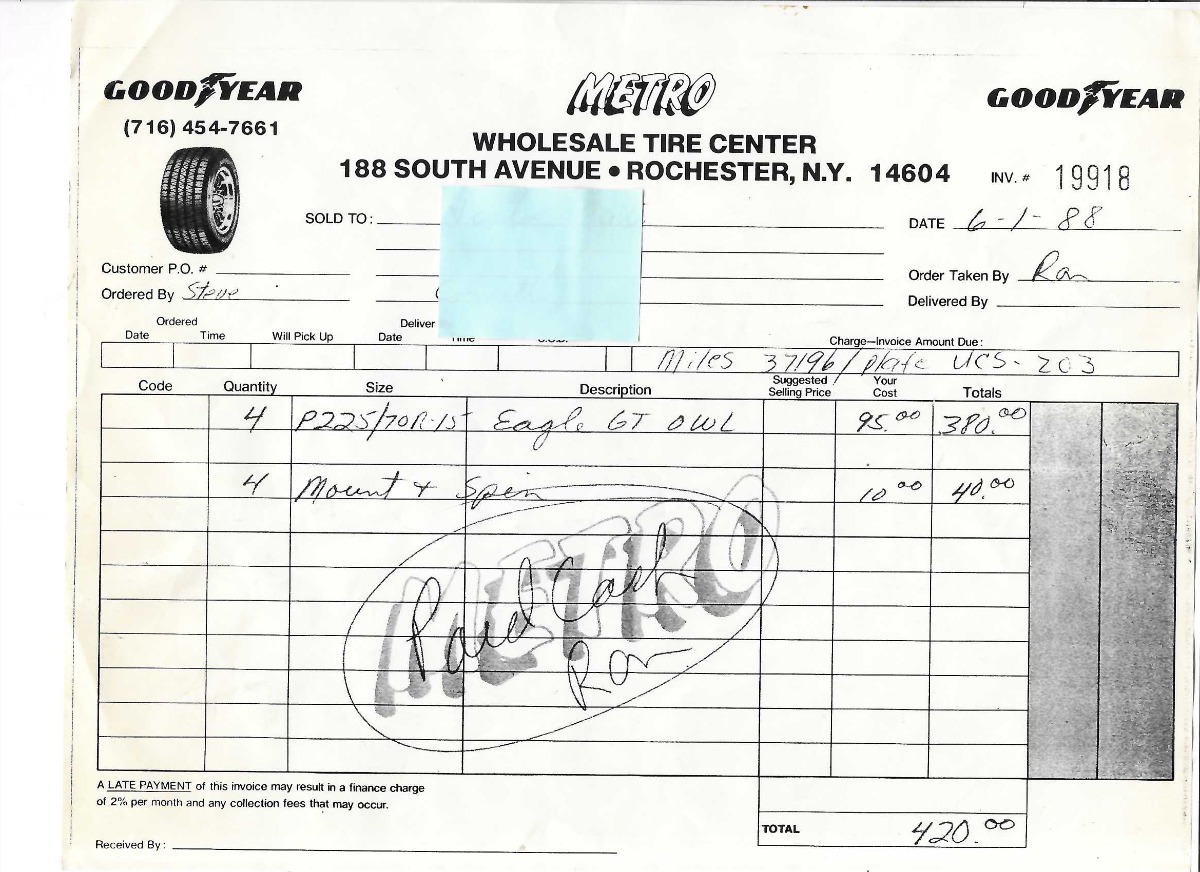 GOODYEAR METRO GOODYEAR
(716) 454-7661
WHOLESALE TIRE CENTER
188 SOUTH AVENUE • ROCHESTER, N.Y. 14604
INV. # 19918
SOLD TO:
DATE 6-1-88
Customer P.O. #
Order Taken By Ron
Ordered By Steve
Delivered By
Ordered
Deliver
Date Time Will Pick Up Date Time C.O.D.
Charge—Invoice Amount Due:
Miles 37196 / plate UCS-203
Code Quantity Size Description Suggested Selling Price Your Cost Totals
4 P225/70R-15 Eagle GT OWL 95.00 380.00
4 Mount + Spin 10 00 40.00
METRO
Paid Cash
Ron
A LATE PAYMENT of this invoice may result in a finance charge
of 2% per month and any collection fees that may occur.
TOTAL 420.00
Received By: